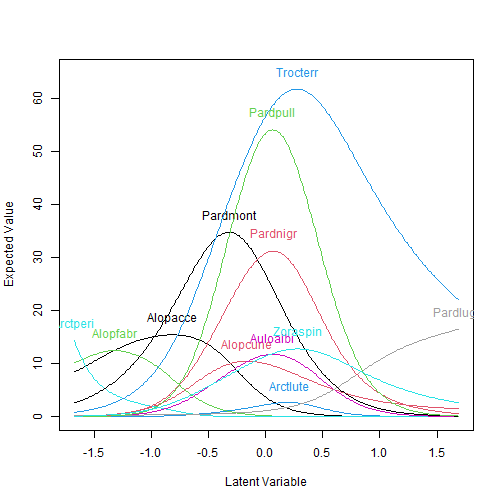 Trocterr
Pardpull
Pardmont
Pardnigr
Pardlug
rctperi
Alopacce
Alopfabr
Zoraspin
Auloalbi
Alopcune
Arctlute
0 10 20 30 40 50 60
Expected Value
-1.5 -1.0 -0.5 0.0 0.5 1.0 1.5
Latent Variable